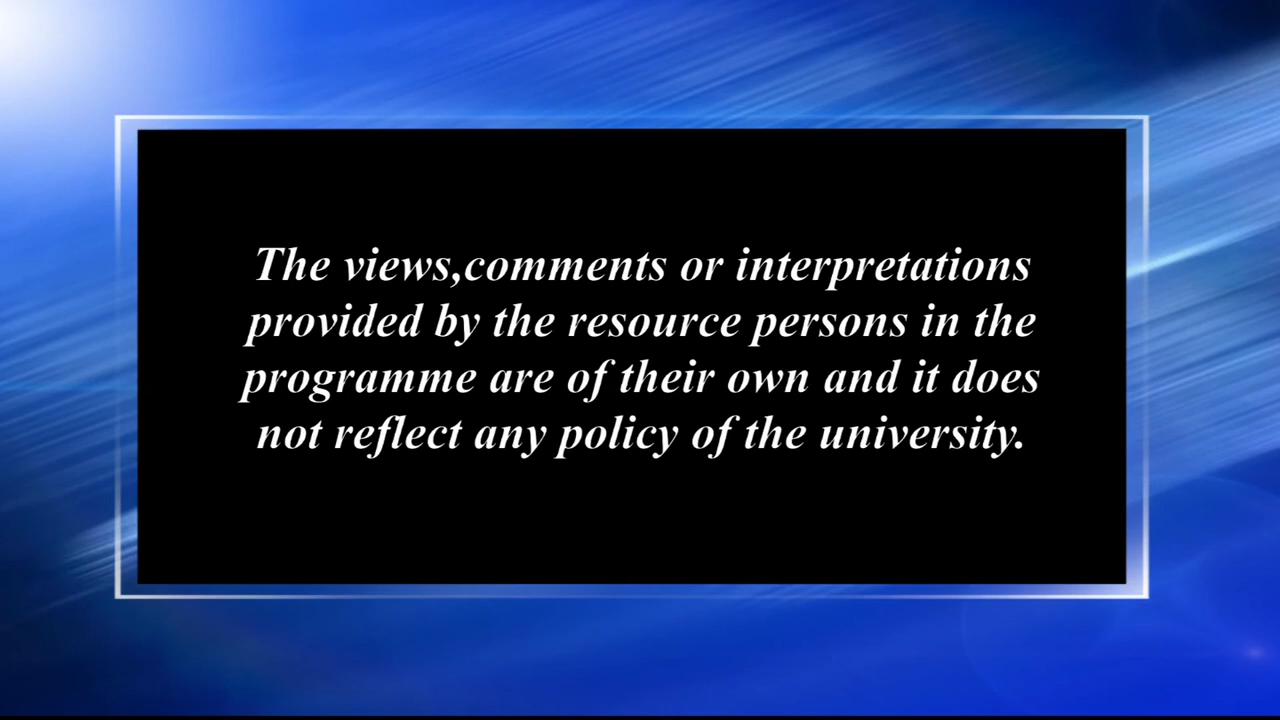 The views,comments or interpretations
provided by the resource persons in the
programme are of their own and it does
not reflect any policy of the university.